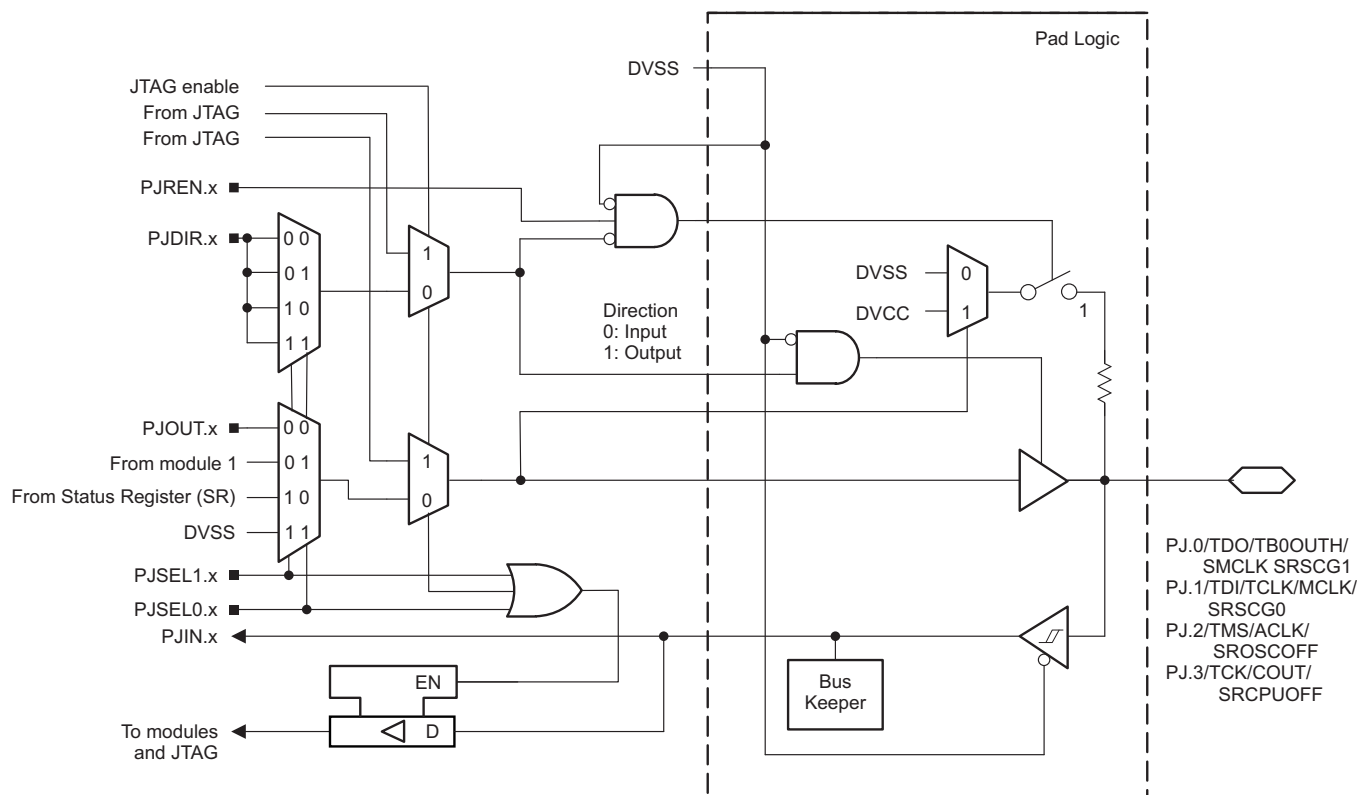 Pad Logic
DVSS
JTAG enable
From JTAG
From JTAG
PJREN.x
PJDIR.x
0 0
0 1
1 0
1 1
1
0
Direction
0: Input
1: Output
DVSS
DVCC
0
1
1
PJOUT.x
From module 1
From Status Register (SR)
DVSS
0 0
0 1
1 0
1 1
1
0
PJSEL1.x
PJSEL0.x
PJIN.x
EN
D
To modules
and JTAG
Bus
Keeper
PJ.0/TDO/TB0OUTH/
SMCLK SRSCG1
PJ.1/TDI/TCLK/MCLK/
SRSCG0
PJ.2/TMS/ACLK/
SROSCOFF
PJ.3/TCK/COUT/
SRCPUOFF